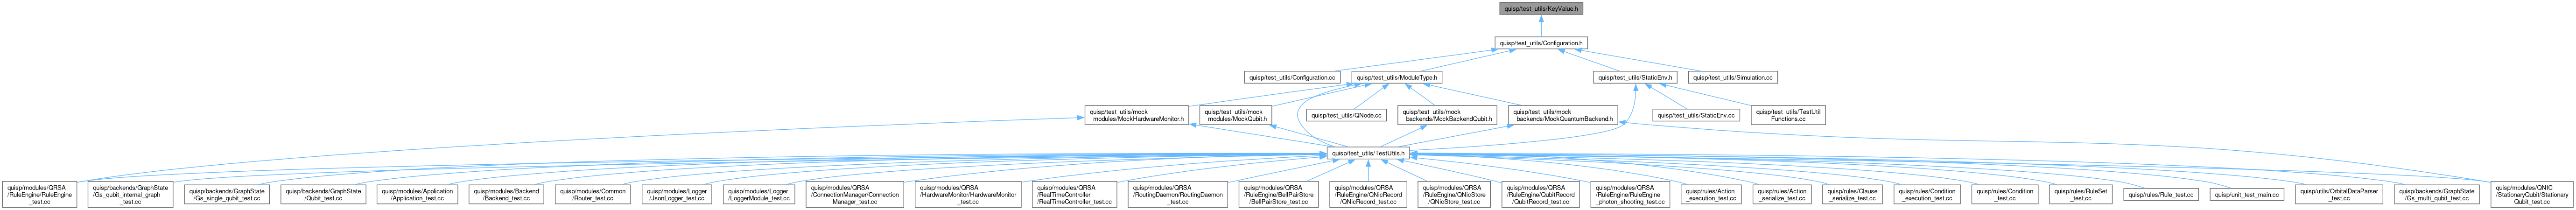 quisp/test_utils/KeyValue.h
quisp/test_utils/Configuration.h
quisp/test_utils/Configuration.cc
quisp/test_utils/ModuleType.h
quisp/test_utils/StaticEnv.h
quisp/test_utils/Simulation.cc
quisp/test_utils/mock
_modules/MockHardwareMonitor.h
quisp/test_utils/mock
_modules/MockQubit.h
quisp/test_utils/QNode.cc
quisp/test_utils/mock
_backends/MockBackendQubit.h
quisp/test_utils/mock
_backends/MockQuantumBackend.h
quisp/test_utils/StaticEnv.cc
quisp/test_utils/TestUtil
Functions.cc
quisp/test_utils/TestUtils.h
quisp/modules/QRSA
/RuleEngine/RuleEngine
_test.cc
quisp/backends/GraphState
/Gs_qubit_internal_graph
_test.cc
quisp/backends/GraphState
/Gs_single_qubit_test.cc
quisp/backends/GraphState
/Qubit_test.cc
quisp/modules/Application
/Application_test.cc
quisp/modules/Backend
/Backend_test.cc
quisp/modules/Common
/Router_test.cc
quisp/modules/Logger
/JsonLogger_test.cc
quisp/modules/Logger
/LoggerModule_test.cc
quisp/modules/QRSA
/ConnectionManager/Connection
Manager_test.cc
quisp/modules/QRSA
/HardwareMonitor/HardwareMonitor
_test.cc
quisp/modules/QRSA
/RealTimeController
/RealTimeController_test.cc
quisp/modules/QRSA
/RoutingDaemon/RoutingDaemon
_test.cc
quisp/modules/QRSA
/RuleEngine/BellPairStore
/BellPairStore_test.cc
quisp/modules/QRSA
/RuleEngine/QNicRecord
/QNicRecord_test.cc
quisp/modules/QRSA
/RuleEngine/QNicStore
/QNicStore_test.cc
quisp/modules/QRSA
/RuleEngine/QubitRecord
/QubitRecord_test.cc
quisp/modules/QRSA
/RuleEngine/RuleEngine
_photon_shooting_test.cc
quisp/rules/Action
_execution_test.cc
quisp/rules/Action
_serialize_test.cc
quisp/rules/Clause
_serialize_test.cc
quisp/rules/Condition
_execution_test.cc
quisp/rules/Condition
_test.cc
quisp/rules/RuleSet
_test.cc
quisp/rules/Rule_test.cc
quisp/unit_test_main.cc
quisp/utils/OrbitalDataParser
_test.cc
quisp/backends/GraphState
/Gs_multi_qubit_test.cc
quisp/modules/QNIC
/StationaryQubit/Stationary
Qubit_test.cc